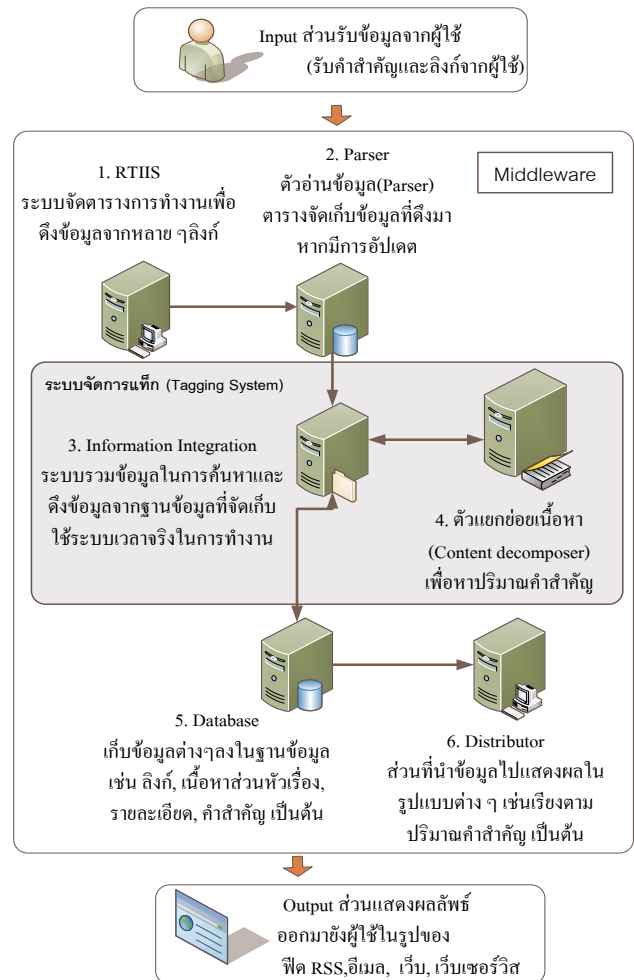 Input ส่วนรับข้อมูลจากผู้ใช้
(รับคำสำคัญและลิงก์จากผู้ใช้)
Middleware
1. RTIIS
ระบบจัดตารางการทำงานเพื่อ
ดึงข้อมูลจากหลาย ๆลิงก์
2. Parser
ตัวอ่านข้อมูล(Parser)
ตารางจัดเก็บข้อมูลที่ดึงมา
หากมีการอัปเดต
ระบบจัดการแท็ก (Tagging System)
3. Information Integration
ระบบรวมข้อมูลในการค้นหาและ
ดึงข้อมูลจากฐานข้อมูลที่จัดเก็บ
ใช้ระบบเวลาจริงในการทำงาน
4. ตัวแยกย่อยเนื้อหา
(Content decomposer)
เพื่อหาปริมาณคำสำคัญ
5. Database
เก็บข้อมูลต่างๆลงในฐานข้อมูล
เช่น ลิงก์, เนื้อหาส่วนหัวเรื่อง,
รายละเอียด, คำสำคัญ เป็นต้น
6. Distributor
ส่วนที่นำข้อมูลไปแสดงผลใน
รูปแบบต่าง ๆ เช่นเรียงตาม
ปริมาณคำสำคัญ เป็นต้น
Output ส่วนแสดงผลลัพธ์
ออกมายังผู้ใช้ในรูปของ
ฟีด RSS,อีเมล, เว็บ, เว็บเซอร์วิส